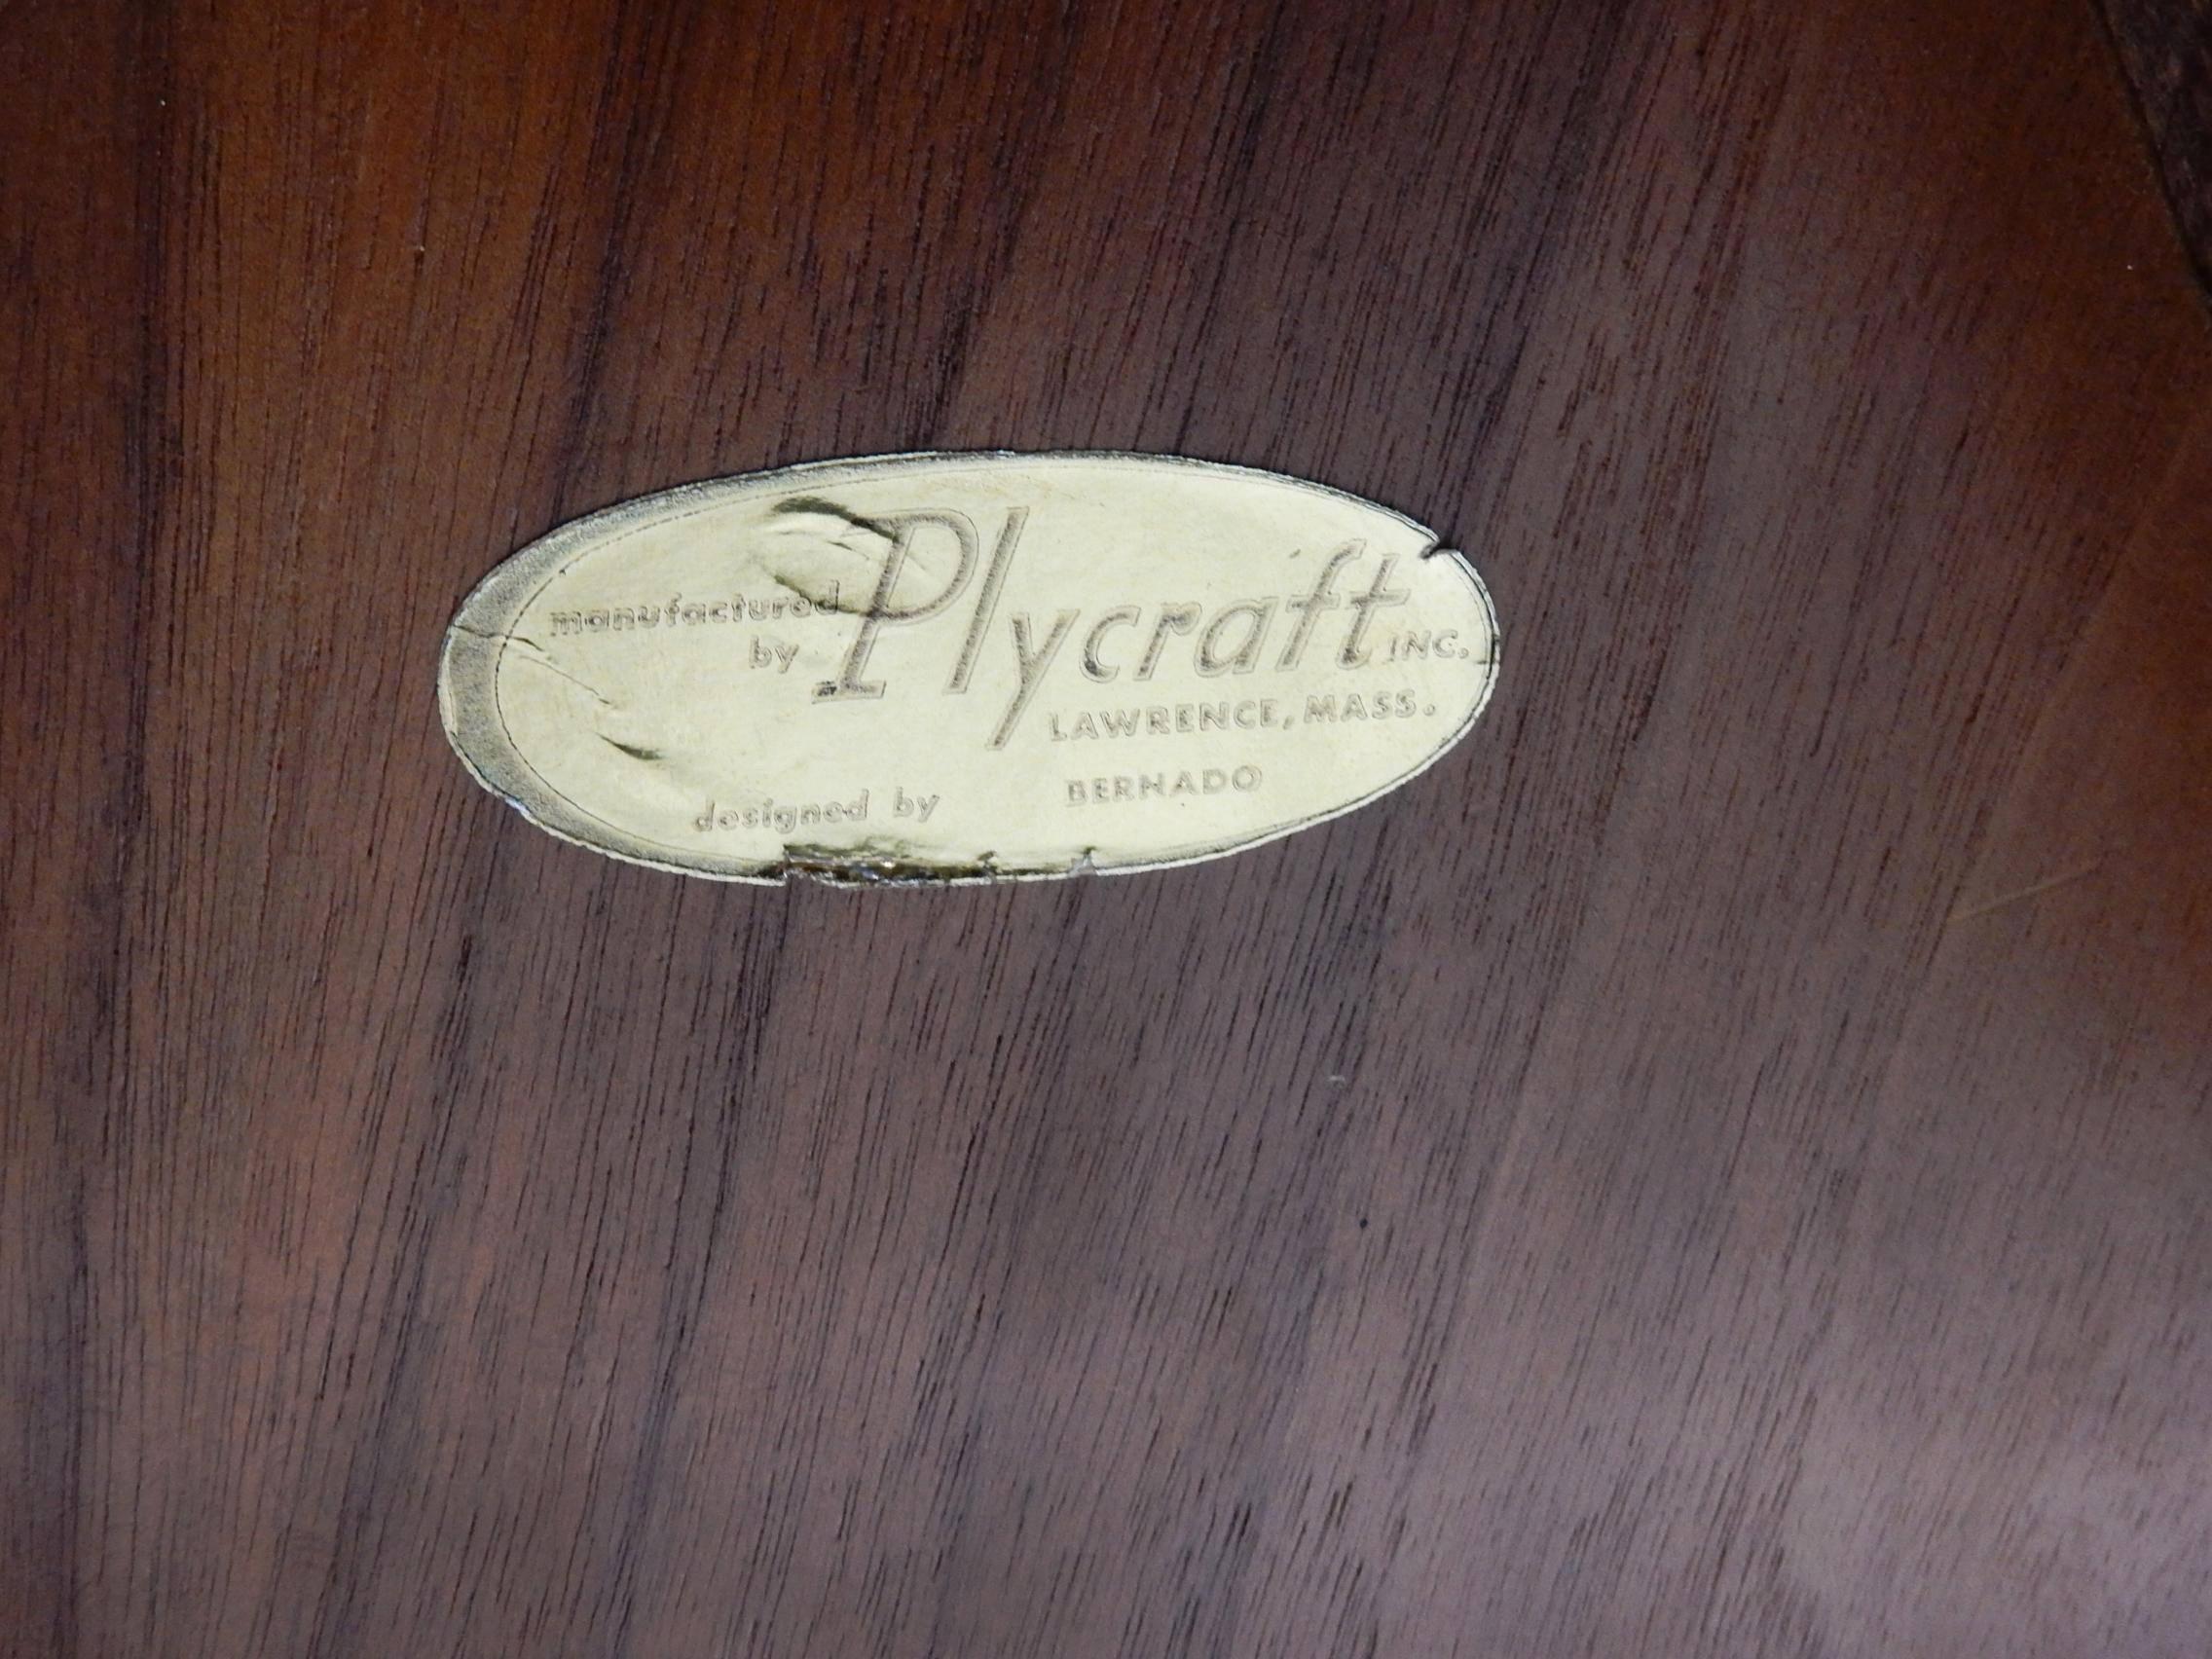 manufactured
by Plycraft INC.
LAWRENCE, MASS.
designed by BERNADO